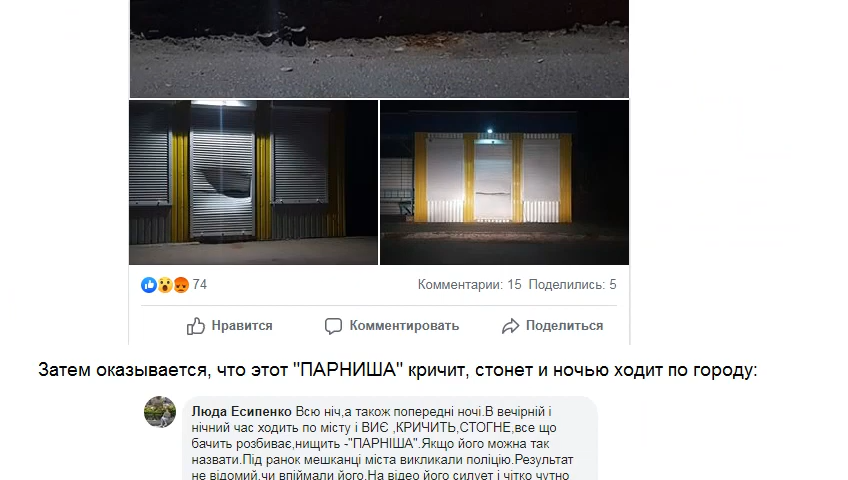 74
Комментарии: 15 Поделились: 5
Нравится Комментировать Поделиться
Затем оказывается, что этот "ПАРНИША" кричит, стонет и ночью ходит по городу:
Люда Есипенко Всю ніч,а також попередні ночі.В вечірній і
нічний час ходить по місту і ВИЄ ,КРИЧИТЬ,СТОГНЕ,все що
бачить розбиває,нищить -"ПАРНІША".Якщо його можна так
назвати.Під ранок мешканці міста викликали поліцію.Результат
не відомий,чи впіймали його.На відео його силует і чітко чутно